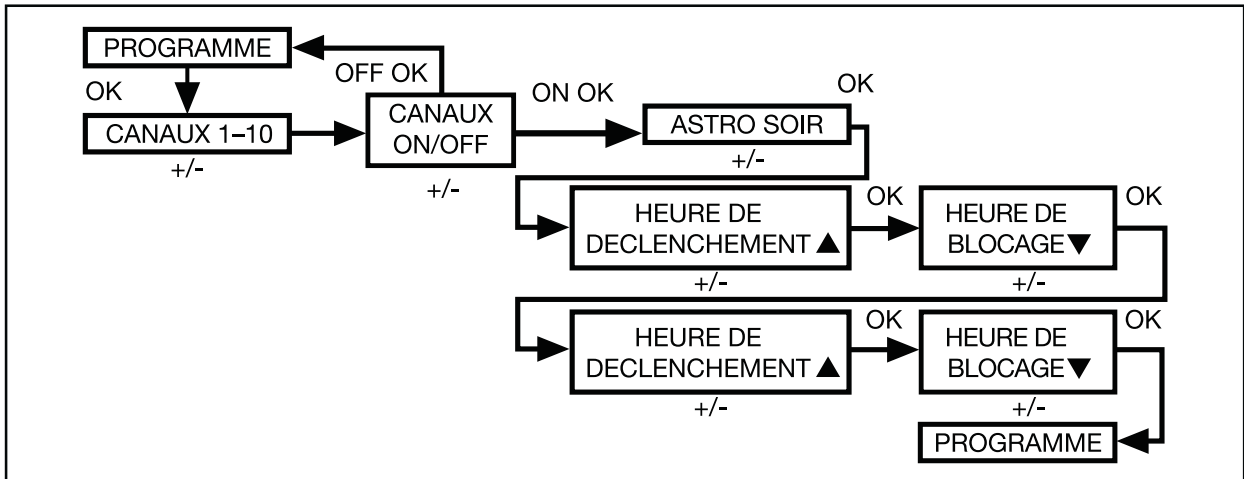 PROGRAMME
OK
CANAUX 1–10
+/-
OFF OK
CANAUX
ON/OFF
+/-
ON OK
ASTRO SOIR
+/-
OK
HEURE DE
DECLENCHEMENT ▲
+/-
OK
HEURE DE
BLOCAGE ▼
+/-
OK
HEURE DE
DECLENCHEMENT ▲
+/-
OK
HEURE DE
BLOCAGE ▼
+/-
OK
PROGRAMME